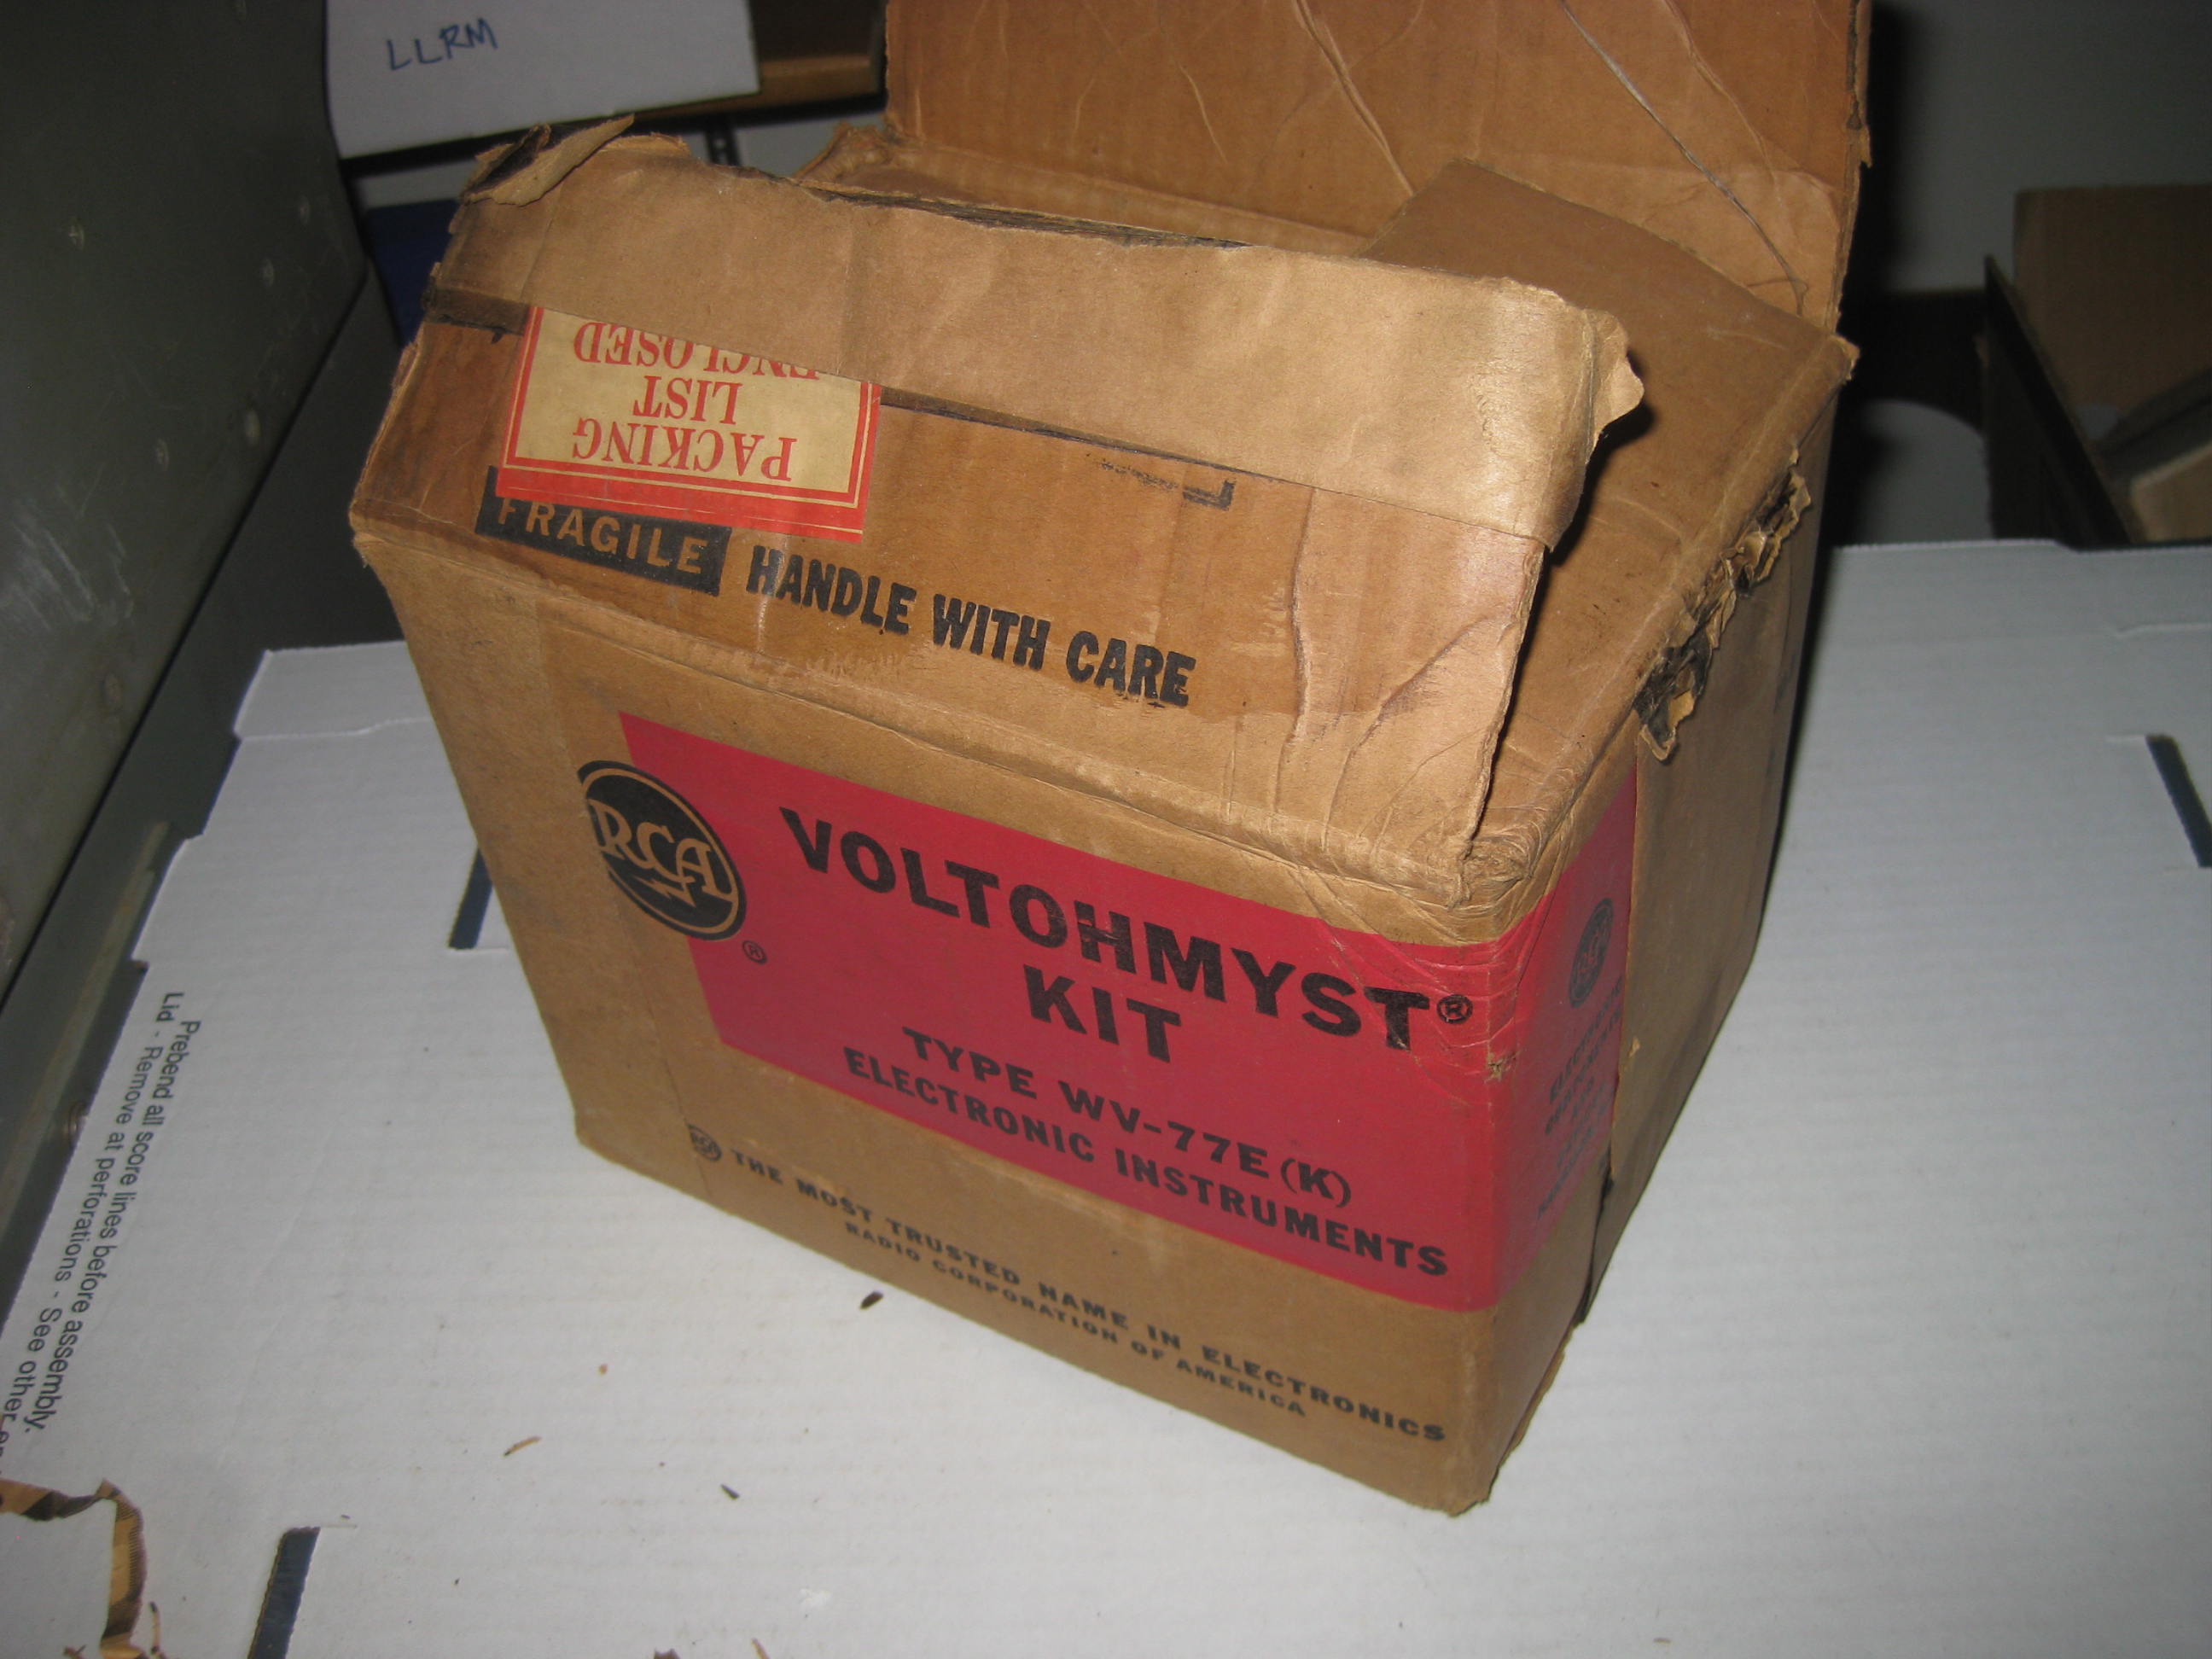 LLRM
PACKING
LIST
ENCLOSED
FRAGILE HANDLE WITH CARE
RCA
®
VOLTOHMYST®
KIT
TYPE WV-77E (K)
ELECTRONIC INSTRUMENTS
RCA THE MOST TRUSTED NAME IN ELECTRONICS
RADIO CORPORATION OF AMERICA
RCA
Prebend all score lines before assembly.
Lid - Remove at perforations - See other